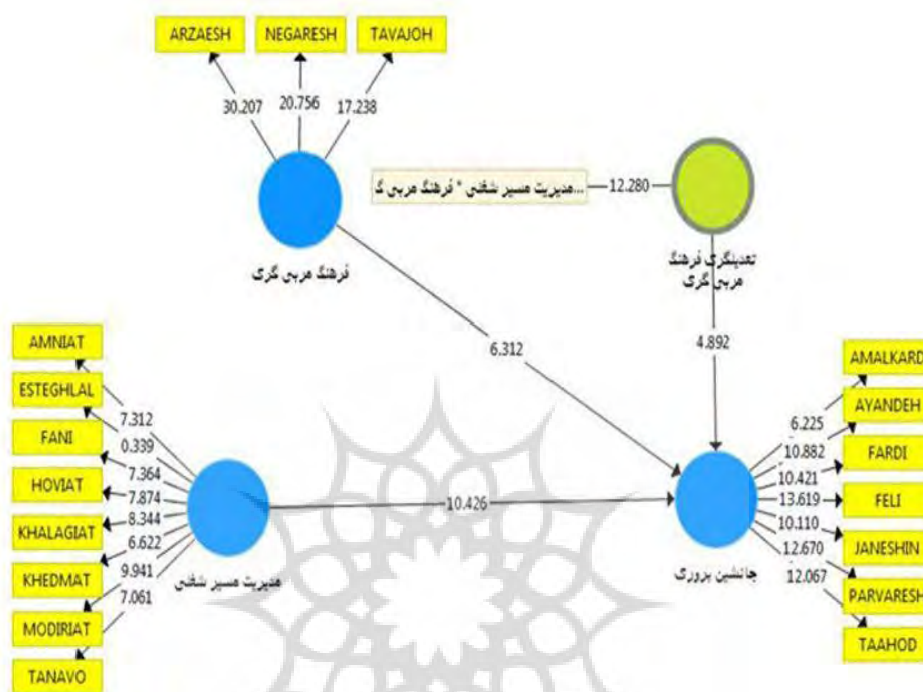 ARZAESH NEGARESH TAVAJOH
30.207 20.756 17.238
مدیریت مسیر شغلی * فرهنگ مربی گ...
12.280
فرهنگ مربی گری
تعدیلگری فرهنگ
مربی گری
6.312
4.892
AMNIAT
ESTEGHLAL
FANI
HOVIAT
KHALAGIAT
KHEDMAT
MODIRIAT
TANAVO
7.312
0.339
7.364
7.874
8.344
6.622
9.941
7.061
مدیریت مسیر شغلی
10.426
جانشین پروری
6.225
10.882
10.421
13.619
10.110
12.670
12.067
AMALKARD
AYANDEH
FARDI
FELI
JANESHIN
PARVARESH
TAAHOD